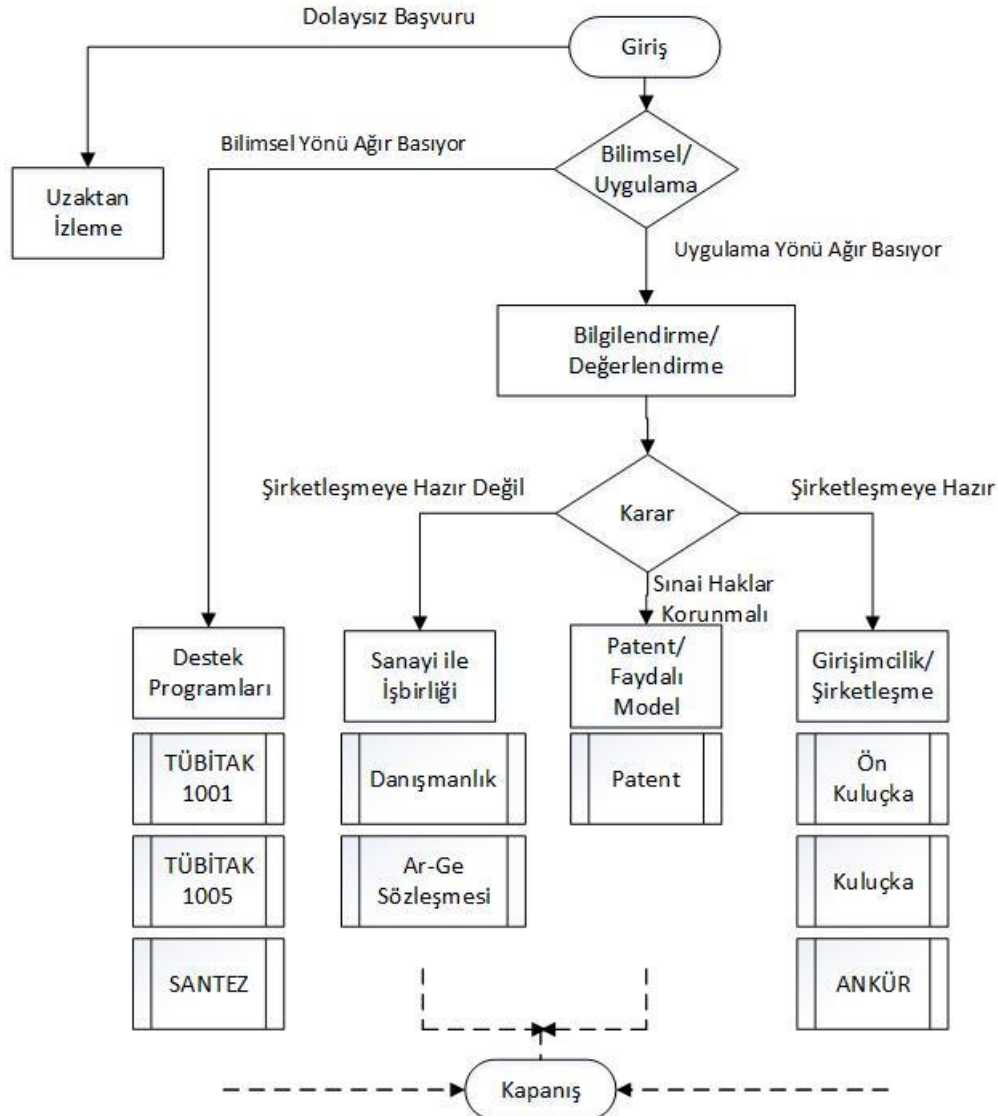 Dolaysız Başvuru
Giriş
Bilimsel Yönü Ağır Basıyor
Bilimsel/
Uygulama
Uzaktan
İzleme
Uygulama Yönü Ağır Basıyor
Bilgilendirme/
Değerlendirme
Şirketleşmeye Hazır Değil
Karar
Şirketleşmeye Hazır
Sınai Haklar
Korunmalı
Destek
Programları
Sanayi ile
İşbirliği
Patent/
Faydalı
Model
Girişimcilik/
Şirketleşme
TÜBİTAK
1001
Danışmanlık
Patent
Ön
Kuluçka
TÜBİTAK
1005
Ar-Ge
Sözleşmesi
Kuluçka
SANTEZ
ANKÜR
Kapanış